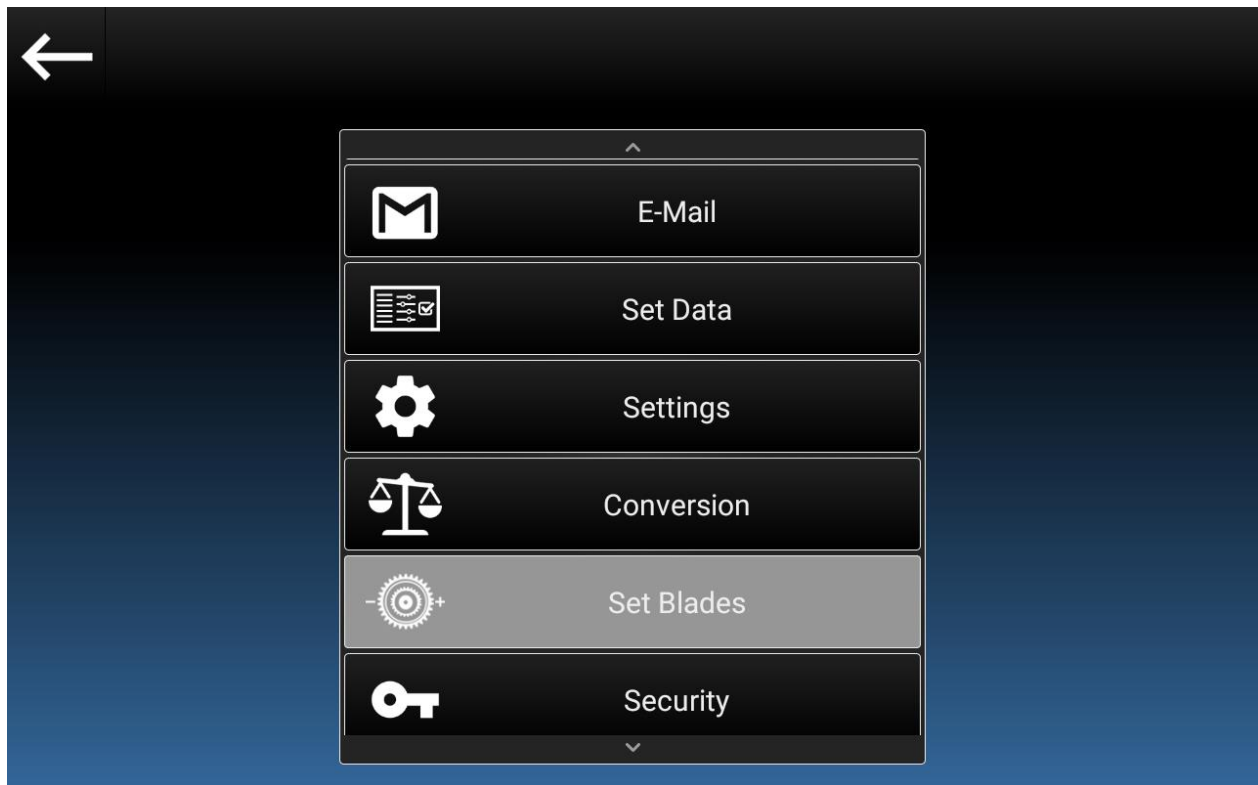 E-Mail
Set Data
Settings
Conversion
Set Blades
Security